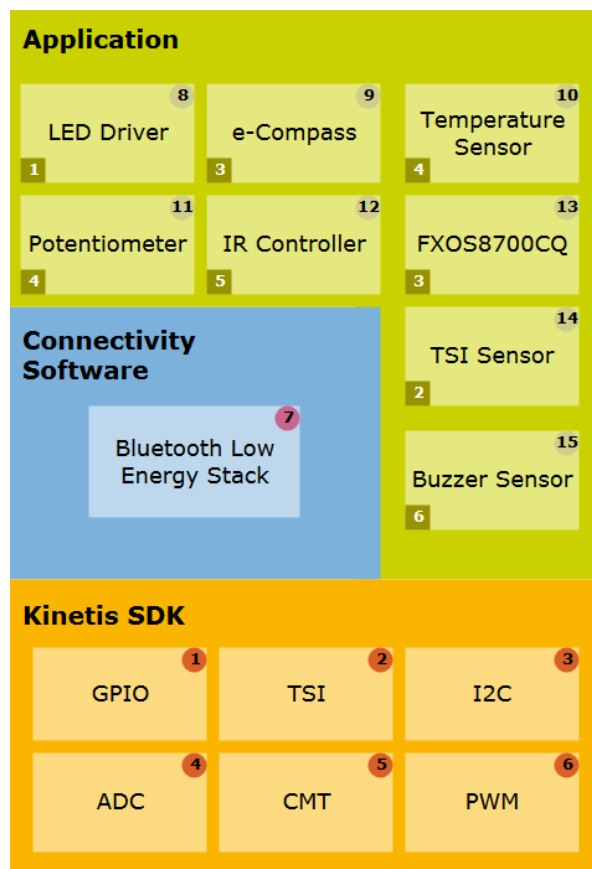 Application
8
LED Driver
1
9
e-Compass
3
10
Temperature
Sensor
4
11
Potentiometer
4
12
IR Controller
5
13
FXOS8700CQ
3
14
TSI Sensor
2
15
Buzzer Sensor
6
Connectivity
Software
7
Bluetooth Low
Energy Stack
Kinetis SDK
1
GPIO
2
TSI
3
I2C
4
ADC
5
CMT
6
PWM